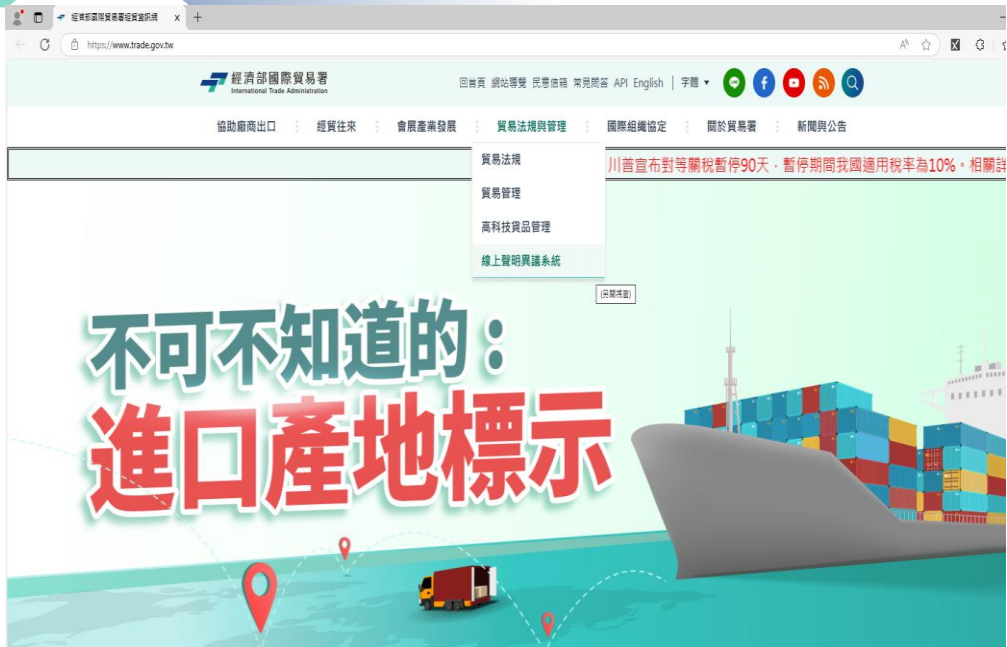 經濟部國際貿易署經貿資訊網
https://www.trade.gov.tw
經濟部國際貿易署
International Trade Administration
回首頁 網站導覽 民意信箱 常見問答 API English | 字體 ▼
協助廠商出口 經貿往來 會展產業發展 貿易法規與管理 國際組織協定 關於貿易署 新聞與公告
川普宣布對等關稅暫停90天，暫停期間我國適用稅率為10%。相關詳
貿易法規
貿易管理
高科技貨品管理
線上聲明異議系統
(另開視窗)
不可不知道的：
進口產地標示